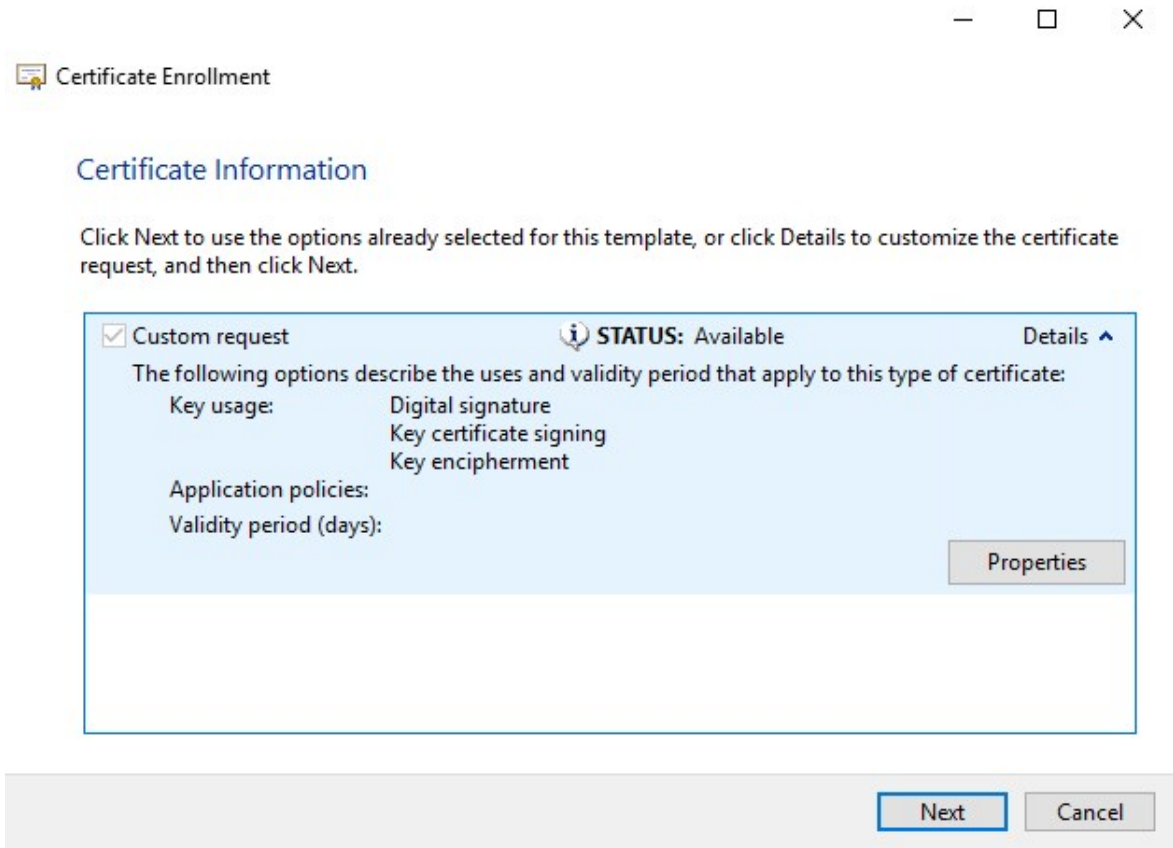 Certificate Enrollment
Certificate Information
Click Next to use the options already selected for this template, or click Details to customize the certificate
request, and then click Next.
Custom request STATUS: Available Details
The following options describe the uses and validity period that apply to this type of certificate:
Key usage: Digital signature
Key certificate signing
Key encipherment
Application policies:
Validity period (days):
Properties
Next Cancel